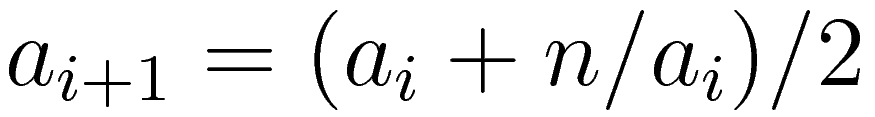 a_{i+1} = (a_i + n/a_i)/2